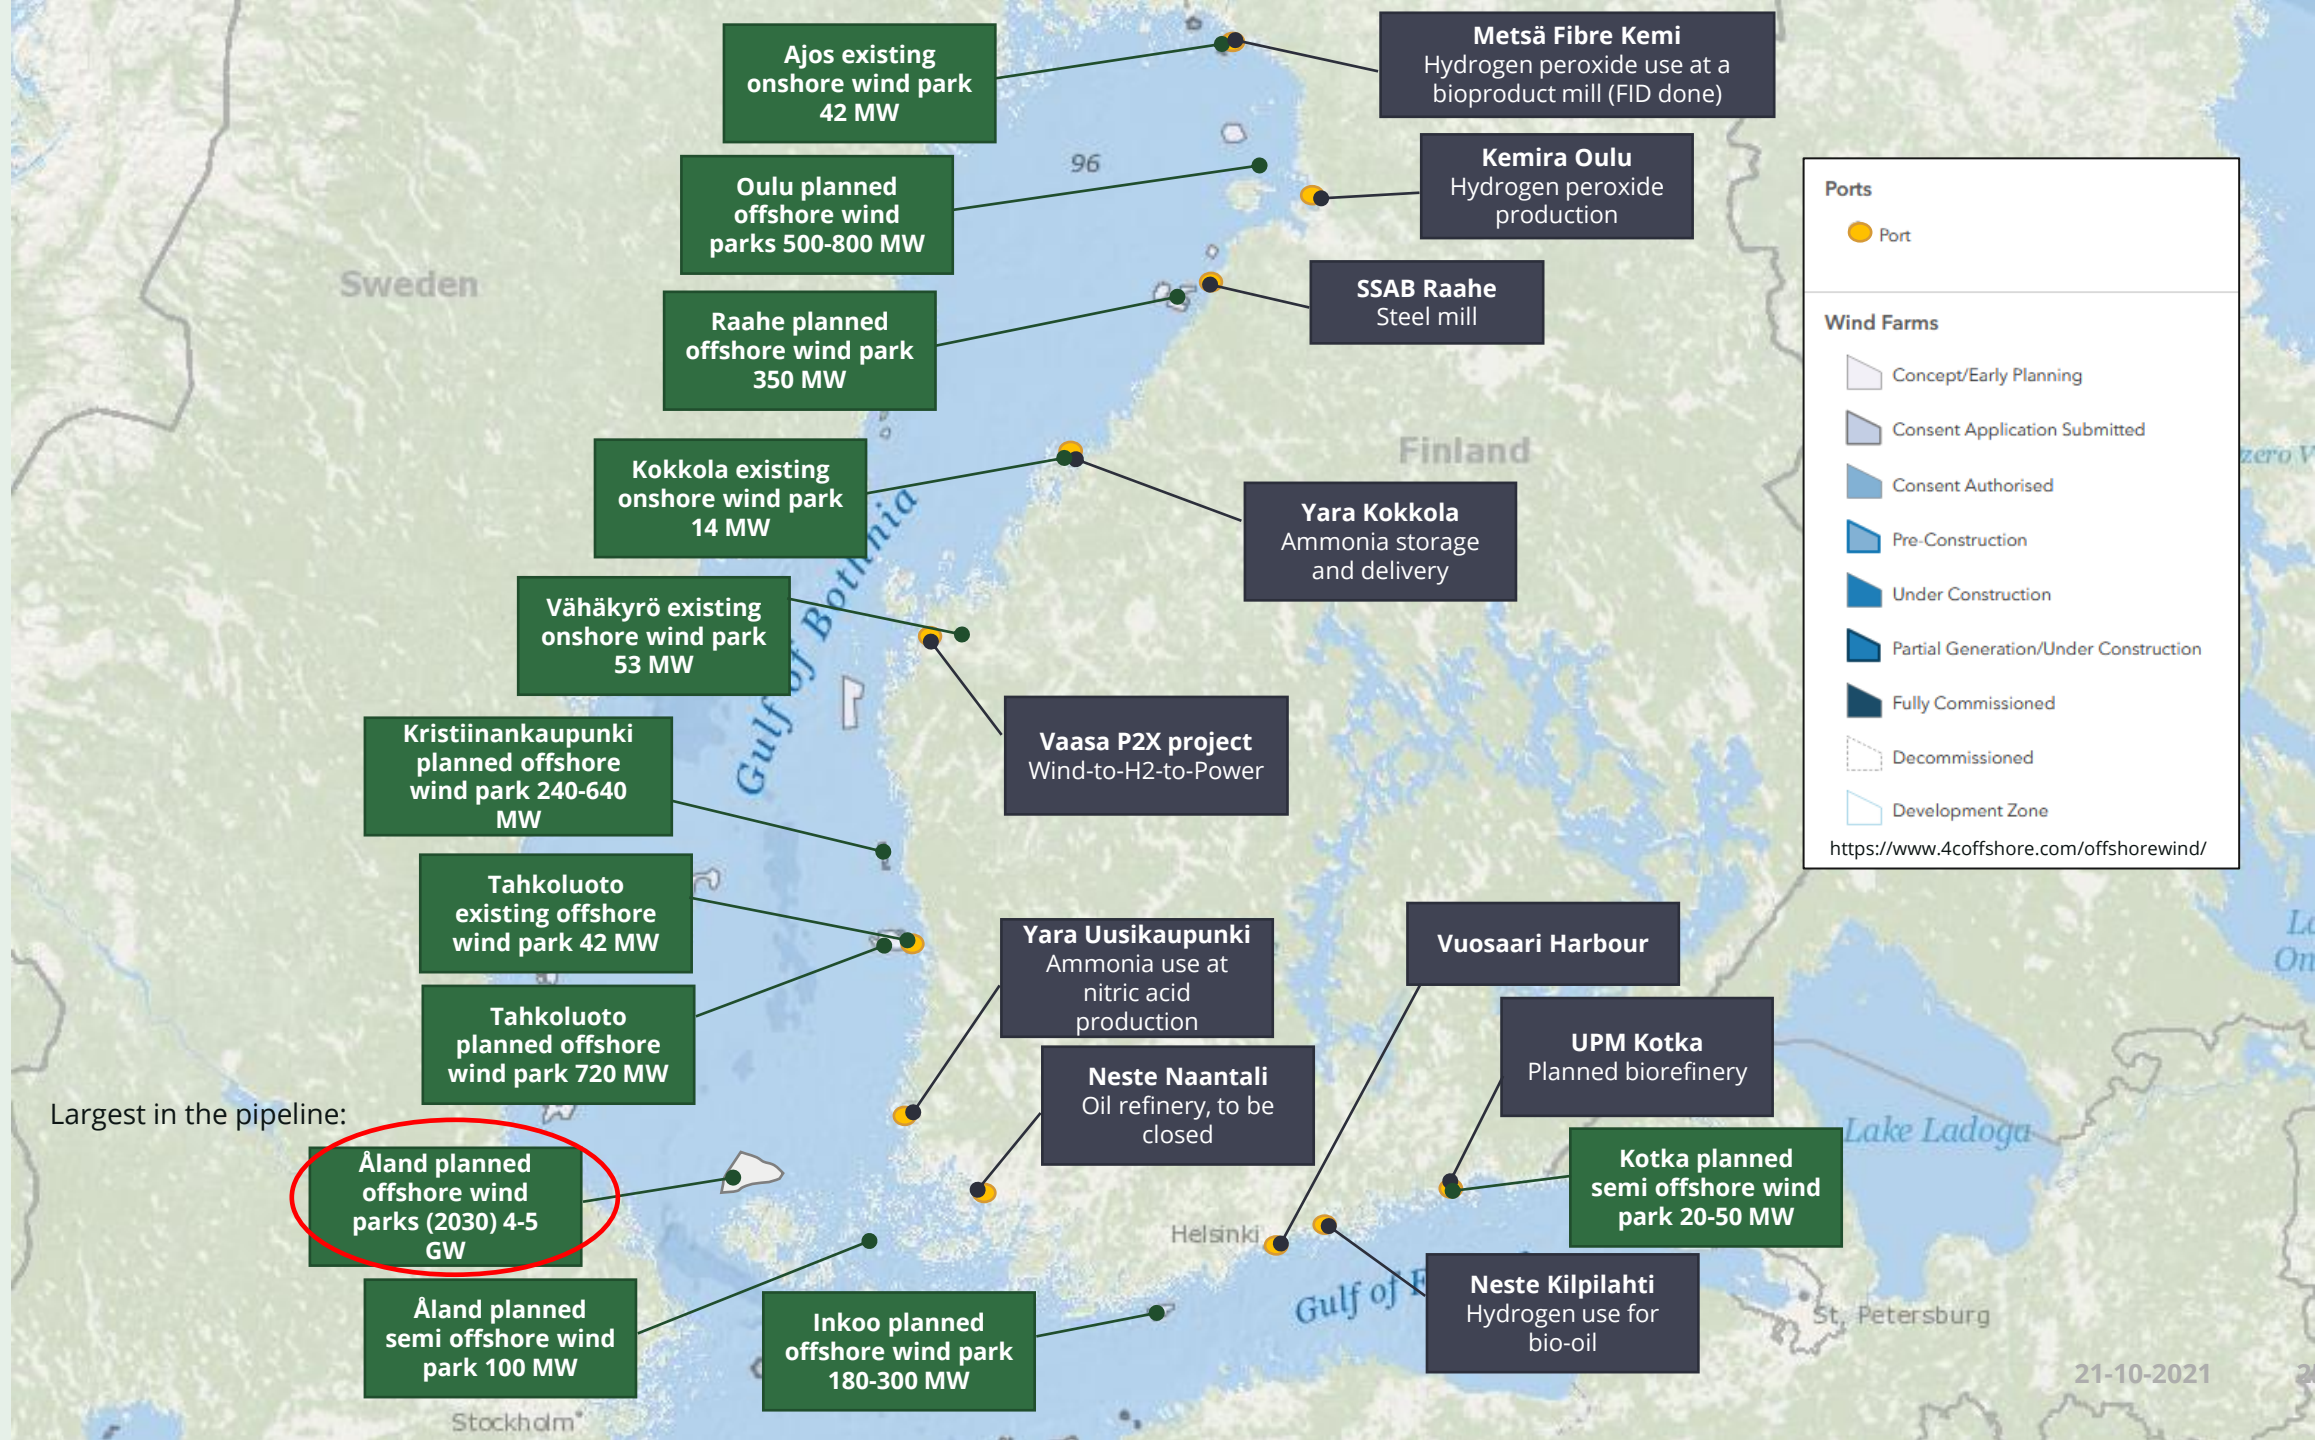 Ajos existing
onshore wind park
42 MW
Metsä Fibre Kemi
Hydrogen peroxide use at a
bioproduct mill (FID done)
Oulu planned
offshore wind
parks 500-800 MW
96
Kemira Oulu
Hydrogen peroxide
production
Sweden
Raahe planned
offshore wind park
350 MW
SSAB Raahe
Steel mill
Ports
Port
Wind Farms
Concept/Early Planning
Consent Application Submitted
Consent Authorised
Pre-Construction
Under Construction
Partial Generation/Under Construction
Fully Commissioned
Decommissioned
Development Zone
https://www.4coffshore.com/offshorewind/
Kokkola existing
onshore wind park
14 MW
Finland
Yara Kokkola
Ammonia storage
and delivery
Gulf of Bothnia
Vähäkyrö existing
onshore wind park
53 MW
Vaasa P2X project
Wind-to-H2-to-Power
Kristiinankaupunki
planned offshore
wind park 240-640
MW
Tahkoluoto
existing offshore
wind park 42 MW
Tahkoluoto
planned offshore
wind park 720 MW
Yara Uusikaupunki
Ammonia use at
nitric acid
production
Neste Naantali
Oil refinery, to be
closed
Vuosaari Harbour
UPM Kotka
Planned biorefinery
Lake Ladoga
Kotka planned
semi offshore wind
park 20-50 MW
Largest in the pipeline:
Åland planned
offshore wind
parks (2030) 4-5
GW
Åland planned
semi offshore wind
park 100 MW
Inkoo planned
offshore wind park
180-300 MW
Helsinki
Gulf of
Neste Kilpilahti
Hydrogen use for
bio-oil
St. Petersburg
Stockholm
21-10-2021